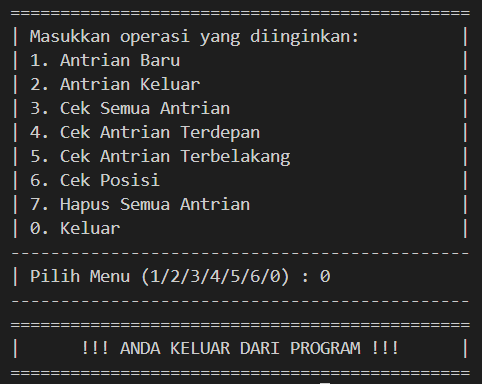 ==============================================
| Masukkan operasi yang diinginkan:          |
| 1. Antrian Baru                            |
| 2. Antrian Keluar                          |
| 3. Cek Semua Antrian                       |
| 4. Cek Antrian Terdepan                    |
| 5. Cek Antrian Terbelakang                 |
| 6. Cek Posisi                              |
| 7. Hapus Semua Antrian                     |
| 0. Keluar                                  |
----------------------------------------------
| Pilih Menu (1/2/3/4/5/6/0) : 0
----------------------------------------------
==============================================
|      !!! ANDA KELUAR DARI PROGRAM !!!      |
==============================================